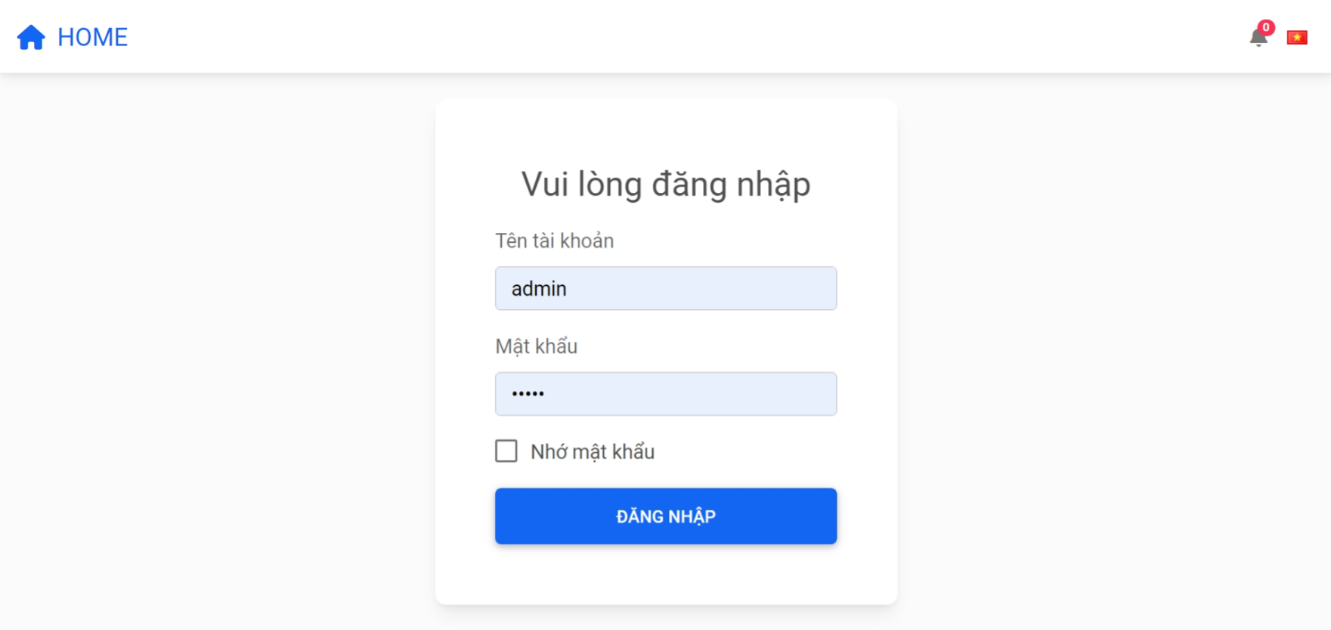 HOME
0
Vui lòng đăng nhập
Tên tài khoản
admin
Mật khẩu
•••••
Nhớ mật khẩu
ĐĂNG NHẬP